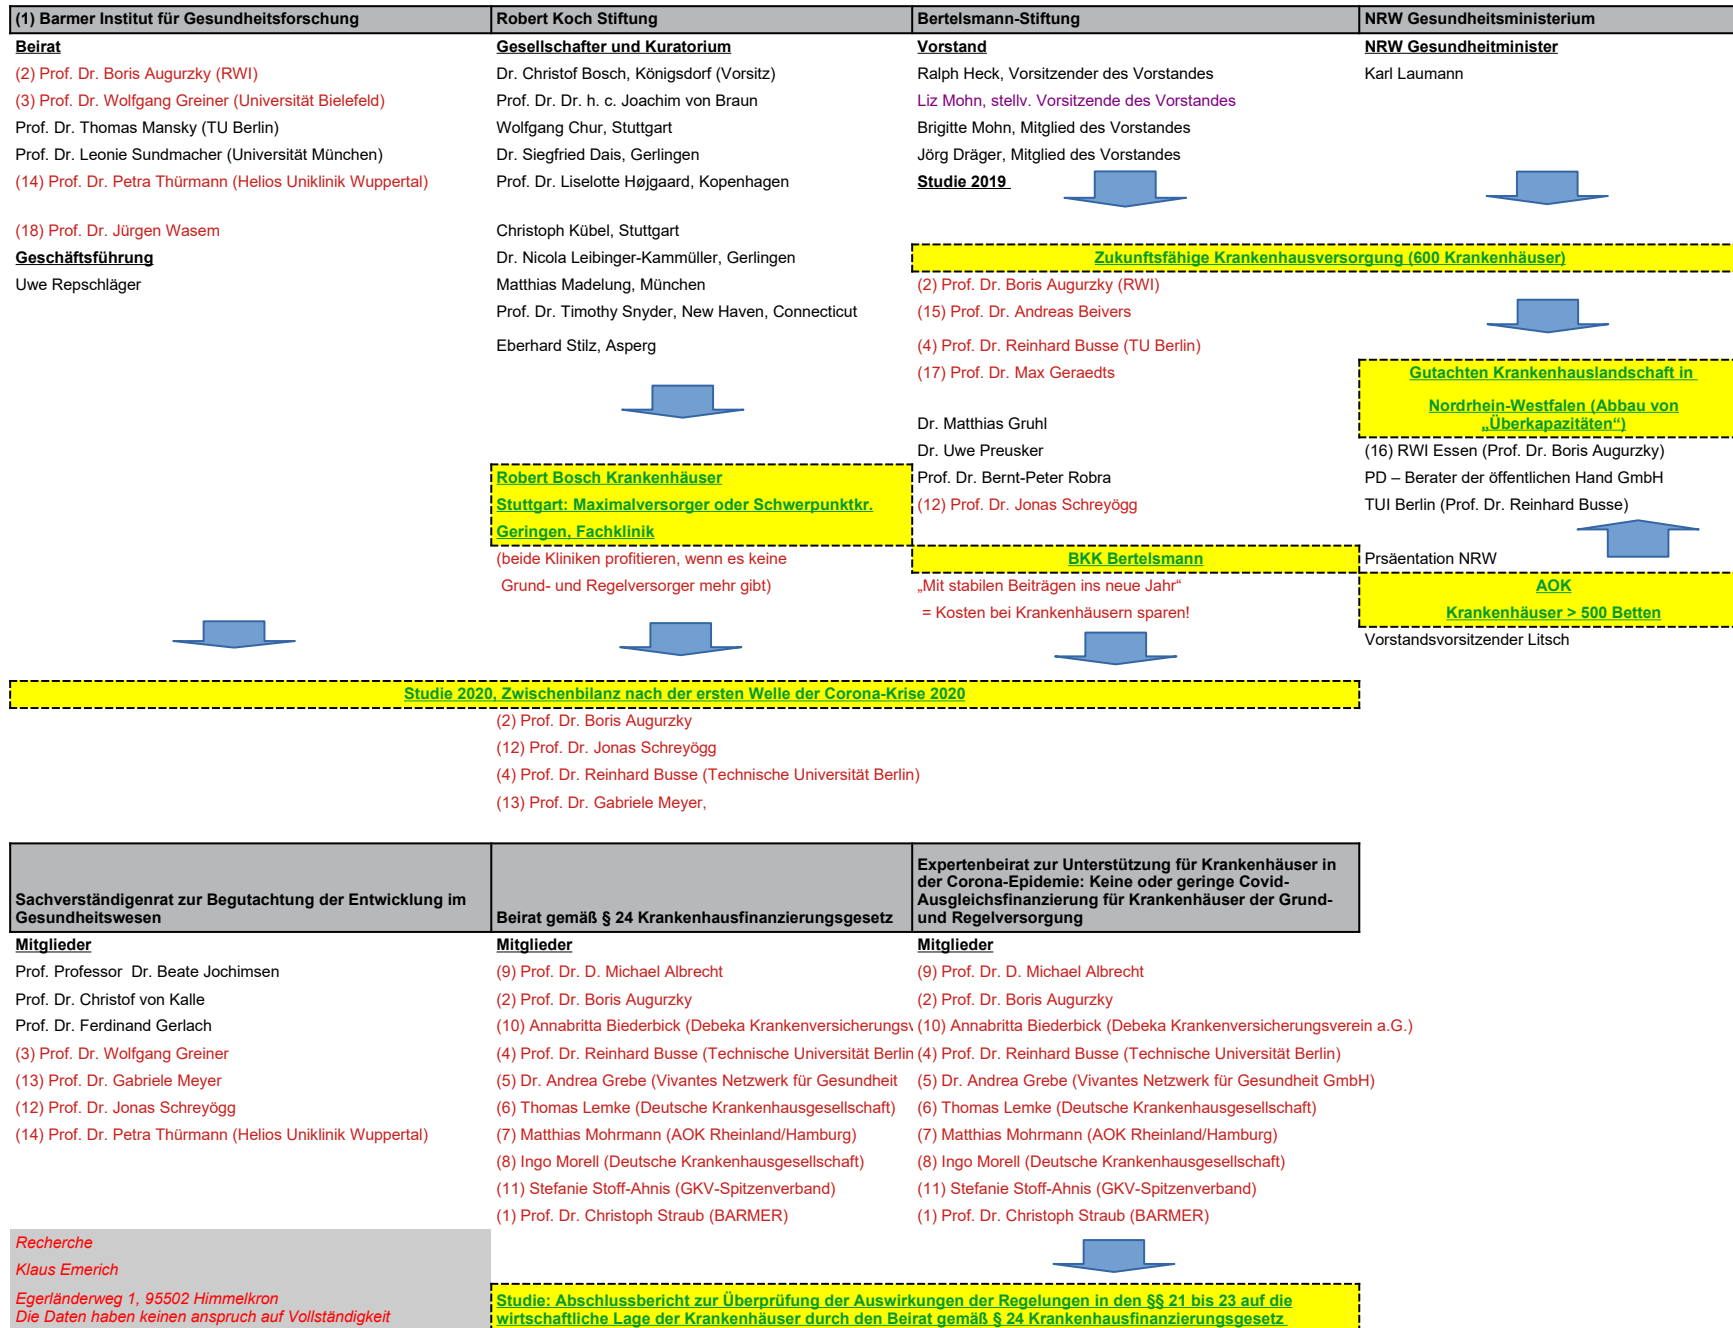 (1) Barmer Institut für Gesundheitsforschung
Beirat
(2) Prof. Dr. Boris Augurzky (RWI)
(3) Prof. Dr. Wolfgang Greiner (Universität Bielefeld)
Prof. Dr. Thomas Mansky (TU Berlin)
Prof. Dr. Leonie Sundmacher (Universität München)
(14) Prof. Dr. Petra Thürmann (Helios Uniklinik Wuppertal)
(18) Prof. Dr. Jürgen Wasem
Geschäftsführung
Uwe Repschläger
Robert Koch Stiftung
Gesellschafter und Kuratorium
Dr. Christof Bosch, Königsdorf (Vorsitz)
Prof. Dr. Dr. h. c. Joachim von Braun
Wolfgang Chur, Stuttgart
Dr. Siegfried Dais, Gerlingen
Prof. Dr. Liselotte Højgaard, Kopenhagen
Christoph Kübel, Stuttgart
Dr. Nicola Leibinger-Kammüller, Gerlingen
Matthias Madelung, München
Prof. Dr. Timothy Snyder, New Haven, Connecticut
Eberhard Stilz, Asperg
Robert Bosch Krankenhäuser
Stuttgart: Maximalversorger oder Schwerpunktkr.
Geringen, Fachklinik
(beide Kliniken profitieren, wenn es keine
Grund- und Regelversorger mehr gibt)
Bertelsmann-Stiftung
Vorstand
Ralph Heck, Vorsitzender des Vorstandes
Liz Mohn, stellv. Vorsitzende des Vorstandes
Brigitte Mohn, Mitglied des Vorstandes
Jörg Dräger, Mitglied des Vorstandes
Studie 2019
Zukunftsfähige Krankenhausversorgung (600 Krankenhäuser)
(2) Prof. Dr. Boris Augurzky (RWI)
(15) Prof. Dr. Andreas Beivers
(4) Prof. Dr. Reinhard Busse (TU Berlin)
(17) Prof. Dr. Max Geraedts
Dr. Matthias Gruhl
Dr. Uwe Preusker
Prof. Dr. Bernt-Peter Robra
(12) Prof. Dr. Jonas Schreyögg
BKK Bertelsmann
„Mit stabilen Beiträgen ins neue Jahr“
= Kosten bei Krankenhäusern sparen!
NRW Gesundheitsministerium
NRW Gesundheitminister
Karl Laumann
Gutachten Krankenhauslandschaft in
Nordrhein-Westfalen (Abbau von
„Überkapazitäten“)
(16) RWI Essen (Prof. Dr. Boris Augurzky)
PD – Berater der öffentlichen Hand GmbH
TUI Berlin (Prof. Dr. Reinhard Busse)
Prsäentation NRW
AOK
Krankenhäuser > 500 Betten
Vorstandsvorsitzender Litsch
Studie 2020, Zwischenbilanz nach der ersten Welle der Corona-Krise 2020
(2) Prof. Dr. Boris Augurzky
(12) Prof. Dr. Jonas Schreyögg
(4) Prof. Dr. Reinhard Busse (Technische Universität Berlin)
(13) Prof. Dr. Gabriele Meyer,
Sachverständigenrat zur Begutachtung der Entwicklung im
Gesundheitswesen
Mitglieder
Prof. Professor  Dr. Beate Jochimsen
Prof. Dr. Christof von Kalle
Prof. Dr. Ferdinand Gerlach
(3) Prof. Dr. Wolfgang Greiner
(13) Prof. Dr. Gabriele Meyer
(12) Prof. Dr. Jonas Schreyögg
(14) Prof. Dr. Petra Thürmann (Helios Uniklinik Wuppertal)
Recherche
Klaus Emerich
Egerländerweg 1, 95502 Himmelkron
Die Daten haben keinen anspruch auf Vollständigkeit
Beirat gemäß § 24 Krankenhausfinanzierungsgesetz
Mitglieder
(9) Prof. Dr. D. Michael Albrecht
(2) Prof. Dr. Boris Augurzky
(10) Annabritta Biederbick (Debeka Krankenversicherungsv
(4) Prof. Dr. Reinhard Busse (Technische Universität Berlin
(5) Dr. Andrea Grebe (Vivantes Netzwerk für Gesundheit
(6) Thomas Lemke (Deutsche Krankenhausgesellschaft)
(7) Matthias Mohrmann (AOK Rheinland/Hamburg)
(8) Ingo Morell (Deutsche Krankenhausgesellschaft)
(11) Stefanie Stoff-Ahnis (GKV-Spitzenverband)
(1) Prof. Dr. Christoph Straub (BARMER)
Expertenbeirat zur Unterstützung für Krankenhäuser in
der Corona-Epidemie: Keine oder geringe Covid-
Ausgleichsfinanzierung für Krankenhäuser der Grund-
und Regelversorgung
Mitglieder
(9) Prof. Dr. D. Michael Albrecht
(2) Prof. Dr. Boris Augurzky
(10) Annabritta Biederbick (Debeka Krankenversicherungsverein a.G.)
(4) Prof. Dr. Reinhard Busse (Technische Universität Berlin)
(5) Dr. Andrea Grebe (Vivantes Netzwerk für Gesundheit GmbH)
(6) Thomas Lemke (Deutsche Krankenhausgesellschaft)
(7) Matthias Mohrmann (AOK Rheinland/Hamburg)
(8) Ingo Morell (Deutsche Krankenhausgesellschaft)
(11) Stefanie Stoff-Ahnis (GKV-Spitzenverband)
(1) Prof. Dr. Christoph Straub (BARMER)
Studie: Abschlussbericht zur Überprüfung der Auswirkungen der Regelungen in den §§ 21 bis 23 auf die
wirtschaftliche Lage der Krankenhäuser durch den Beirat gemäß § 24 Krankenhausfinanzierungsgesetz